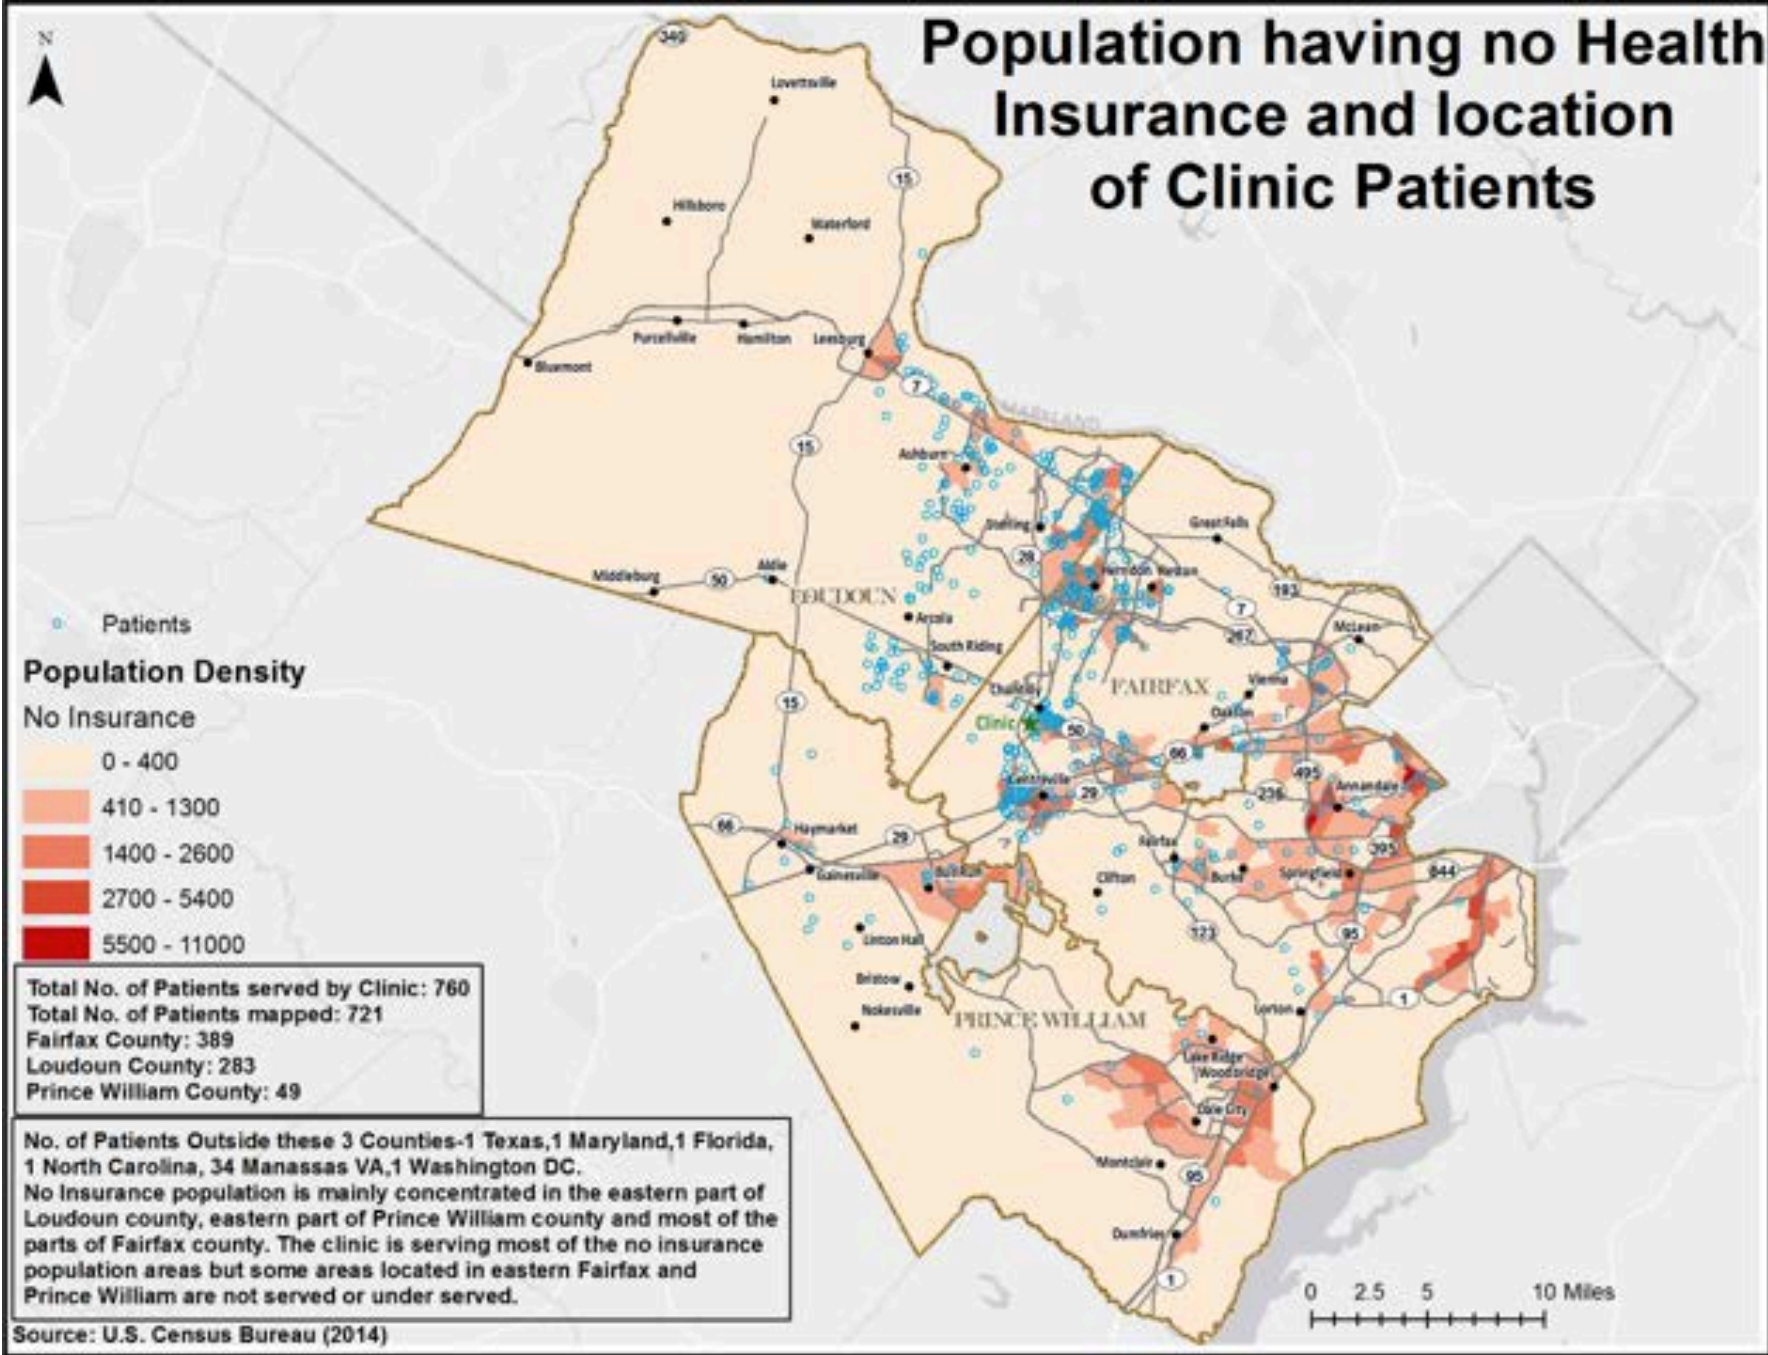 Population having no Health
Insurance and location
of Clinic Patients
N
340
Lovettsville
15
Hillsboro
Waterford
Purcellville
Hamilton
Leesburg
Bluemont
7
MARYLAND
15
Ashburn
Sterling
Great Falls
28
Herndon
Reston
193
Middleburg
50
Aldie
LOUDOUN
7
Arcola
267
McLean
South Riding
Chantilly
FAIRFAX
Vienna
15
Clinic
50
Oakton
66
495
Centreville
29
236
Annandale
66
Haymarket
29
Fairfax
395
Gainesville
Bull Run
Clifton
Burke
Springfield
644
Linton Hall
123
95
Bristow
Nokesville
PRINCE WILLIAM
Lorton
1
Lake Ridge
Woodbridge
Dale City
Montclair
95
Dumfries
1
Patients
Population Density
No Insurance
0 - 400
410 - 1300
1400 - 2600
2700 - 5400
5500 - 11000
Total No. of Patients served by Clinic: 760
Total No. of Patients mapped: 721
Fairfax County: 389
Loudoun County: 283
Prince William County: 49
No. of Patients Outside these 3 Counties-1 Texas,1 Maryland,1 Florida,
1 North Carolina, 34 Manassas VA,1 Washington DC.
No Insurance population is mainly concentrated in the eastern part of
Loudoun county, eastern part of Prince William county and most of the
parts of Fairfax county. The clinic is serving most of the no insurance
population areas but some areas located in eastern Fairfax and
Prince William are not served or under served.
Source: U.S. Census Bureau (2014)
0 2.5 5 10 Miles